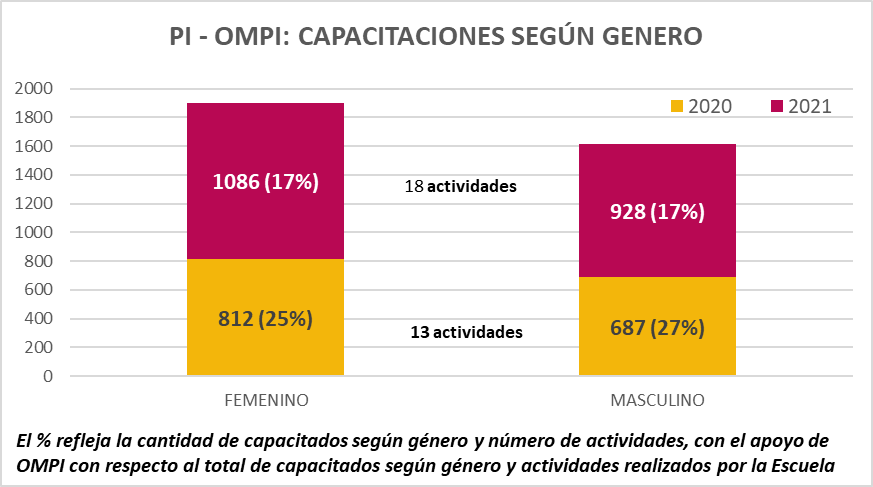 PI - OMPI: CAPACITACIONES SEGÚN GENERO
2000
1800
1600
1400
1200
1000
800
600
400
200
0
2020
2021
1086 (17%)
18 actividades
928 (17%)
812 (25%)
13 actividades
687 (27%)
FEMENINO
MASCULINO
El % refleja la cantidad de capacitados según género y número de actividades, con el apoyo de
OMPI con respecto al total de capacitados según género y actividades realizados por la Escuela